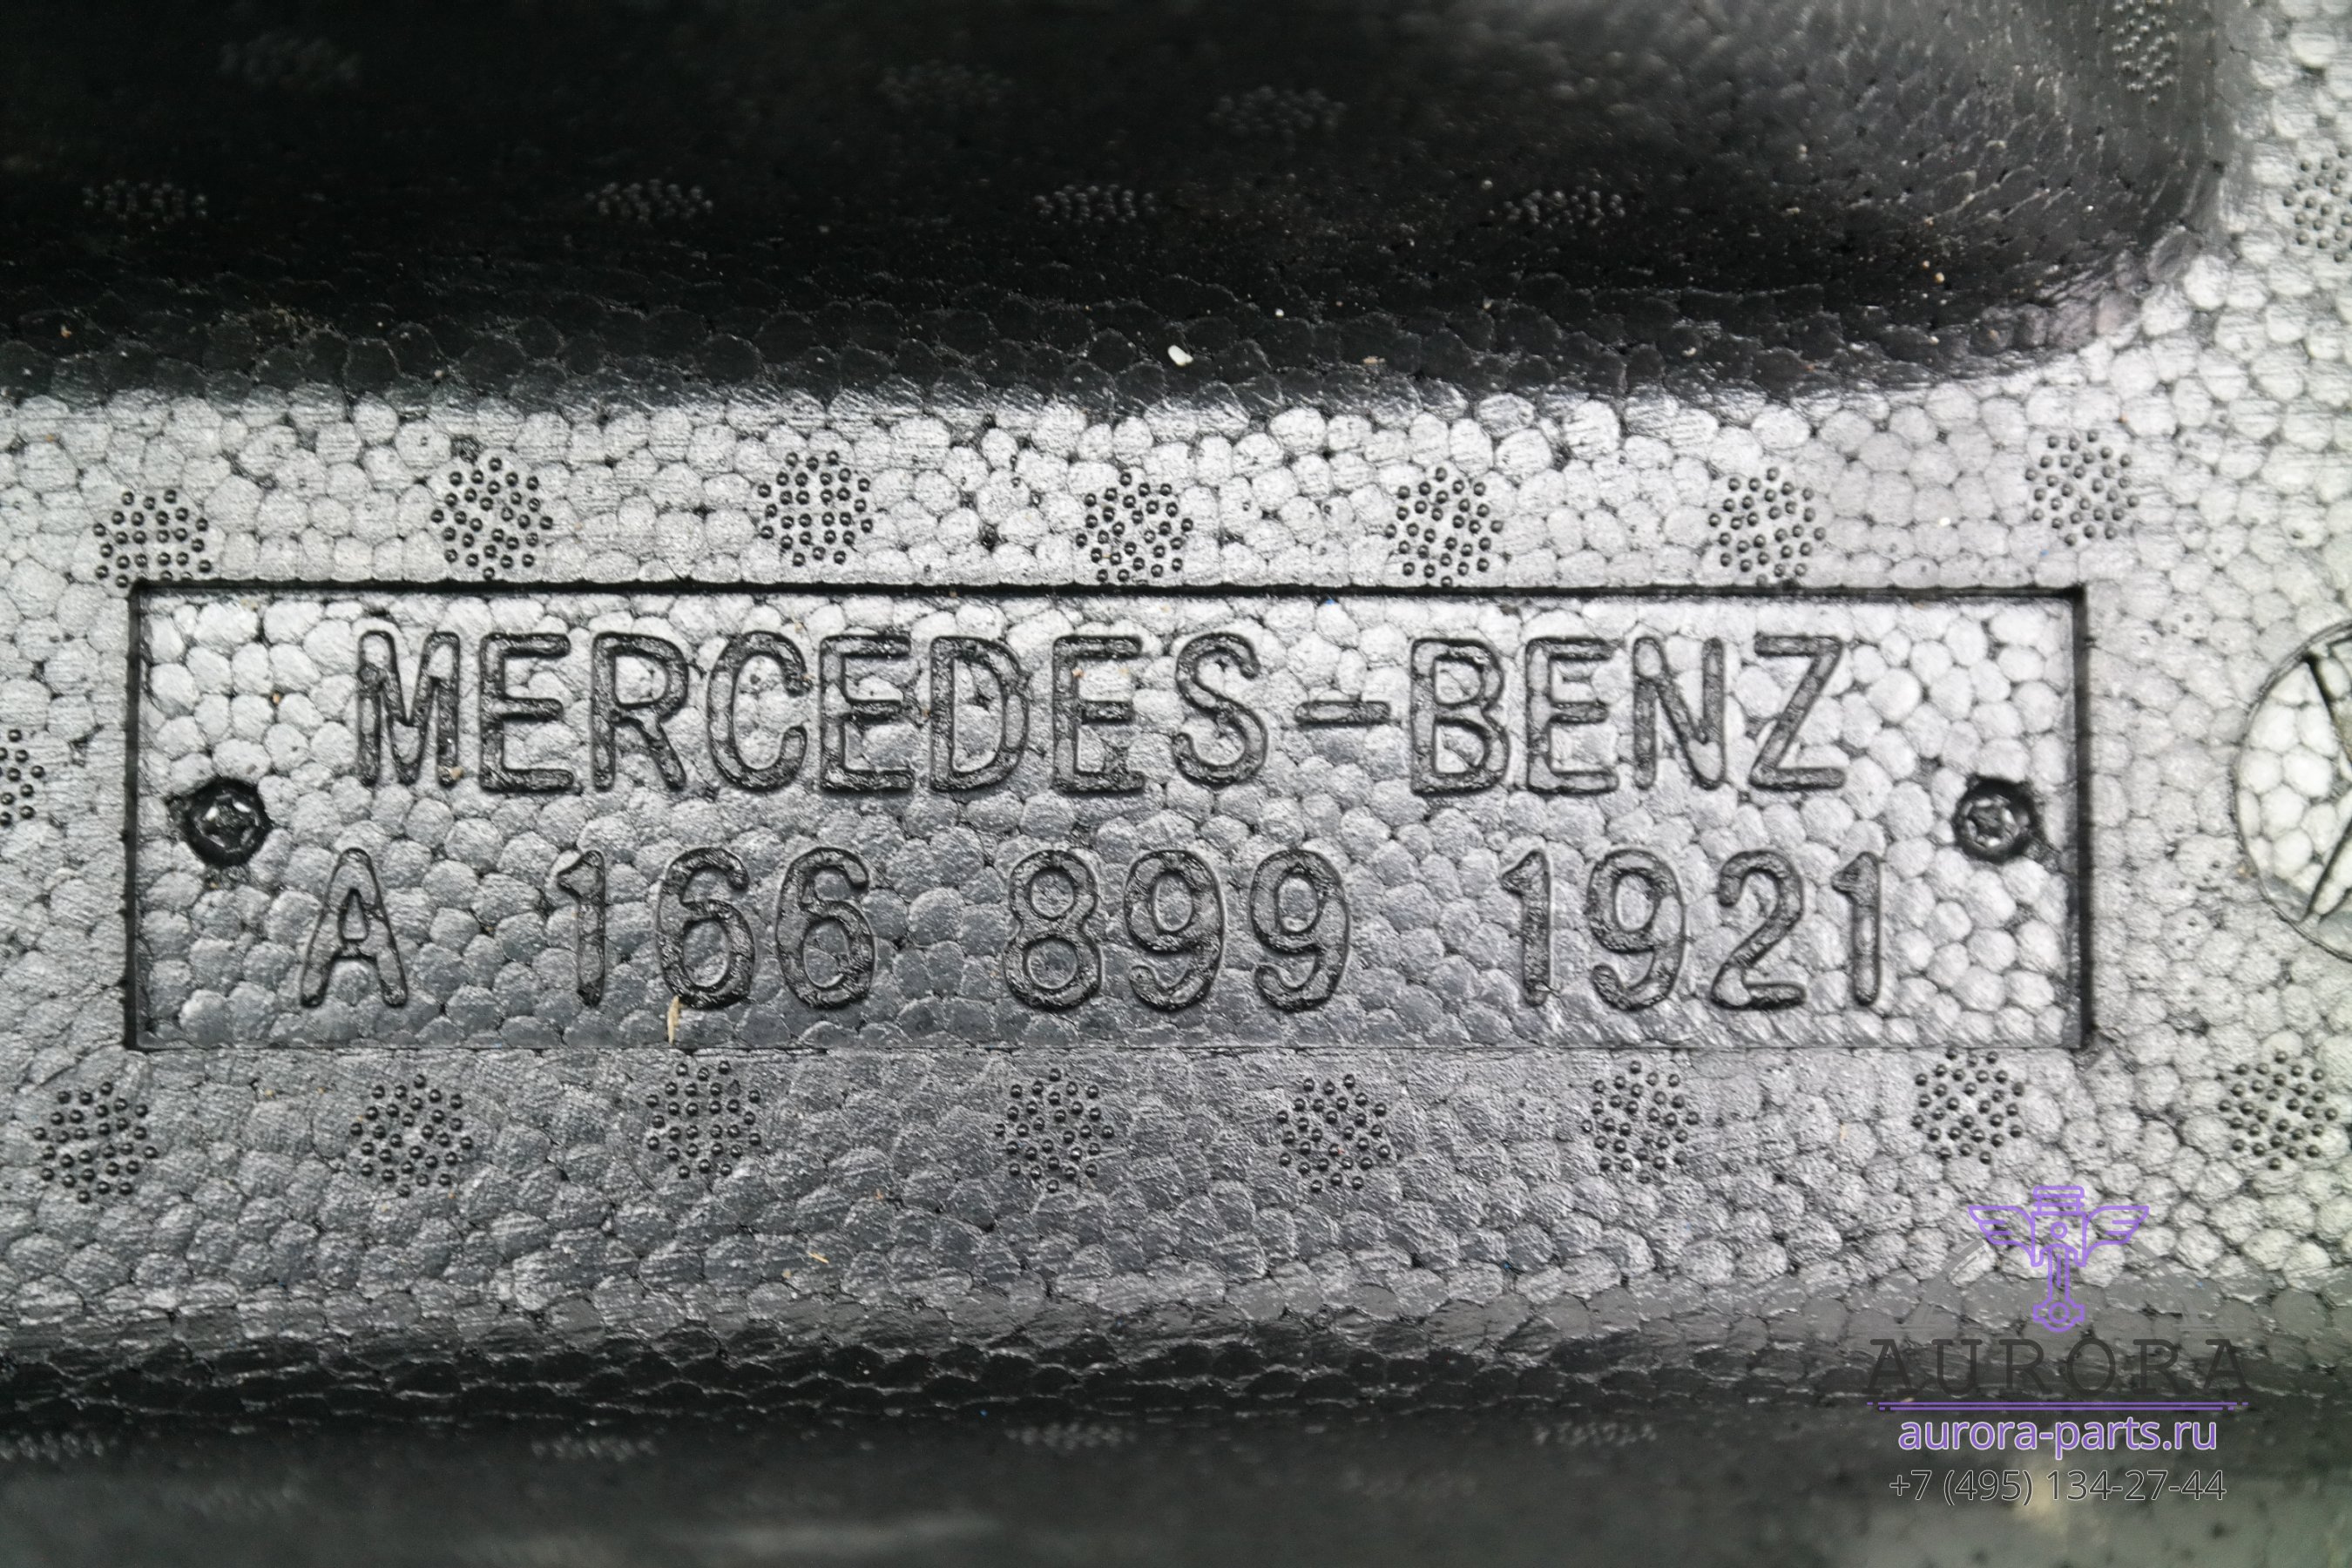 MERCEDES-BENZ
A 166 899 1921
AURORA
aurora-parts.ru
+7 (495) 134-27-44